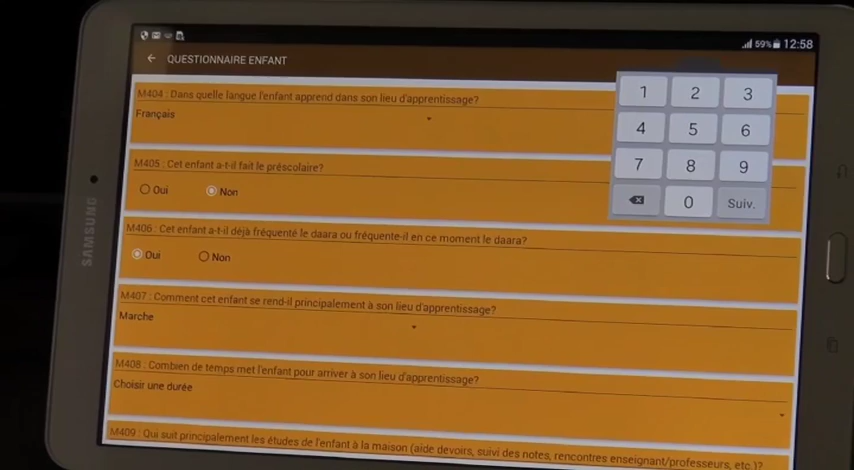 59% 12:58
QUESTIONNAIRE ENFANT
M404 : Dans quelle langue l'enfant apprend dans son lieu d'apprentissage?
Français
1 2 3
4 5 6
7 8 9
0 Suiv.
M405 : Cet enfant a-t-il fait le préscolaire?
Oui Non
M406 : Cet enfant a-t-il déjà fréquenté le daara ou fréquente-il en ce moment le daara?
Oui Non
M407 : Comment cet enfant se rend-il principalement à son lieu d'apprentissage?
Marche
M408 : Combien de temps met l'enfant pour arriver à son lieu d'apprentissage?
Choisir une durée
M409 : Qui suit principalement les études de l'enfant à la maison (aide devoirs, suivi des notes, rencontres enseignant/professeurs, etc.)?
SAMSUNG